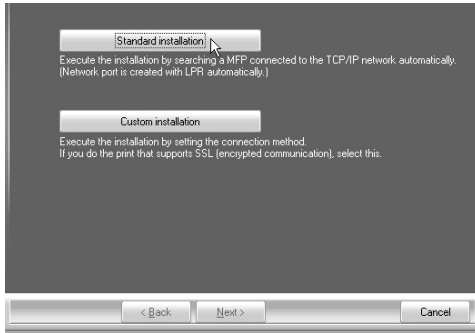 Standard installation
Execute the installation by searching a MFP connected to the TCP/IP network automatically.
(Network port is created with LPR automatically.)
Custom installation
Execute the installation by setting the connection method.
If you do the print that supports SSL (encrypted communication), select this.
< Back
Next >
Cancel